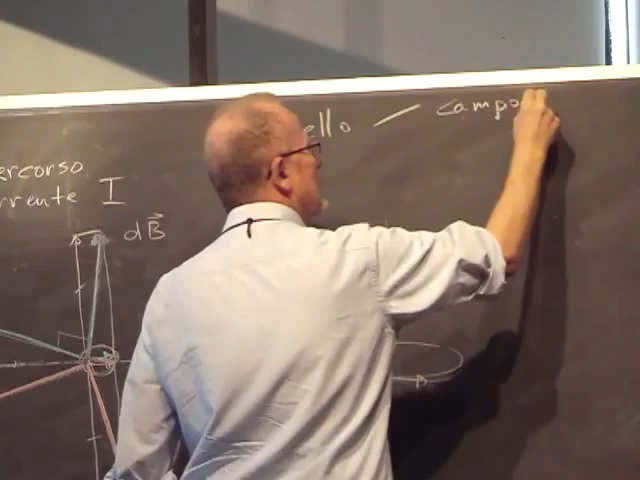 ercorso
rrente I
dB⃗
ello — campo